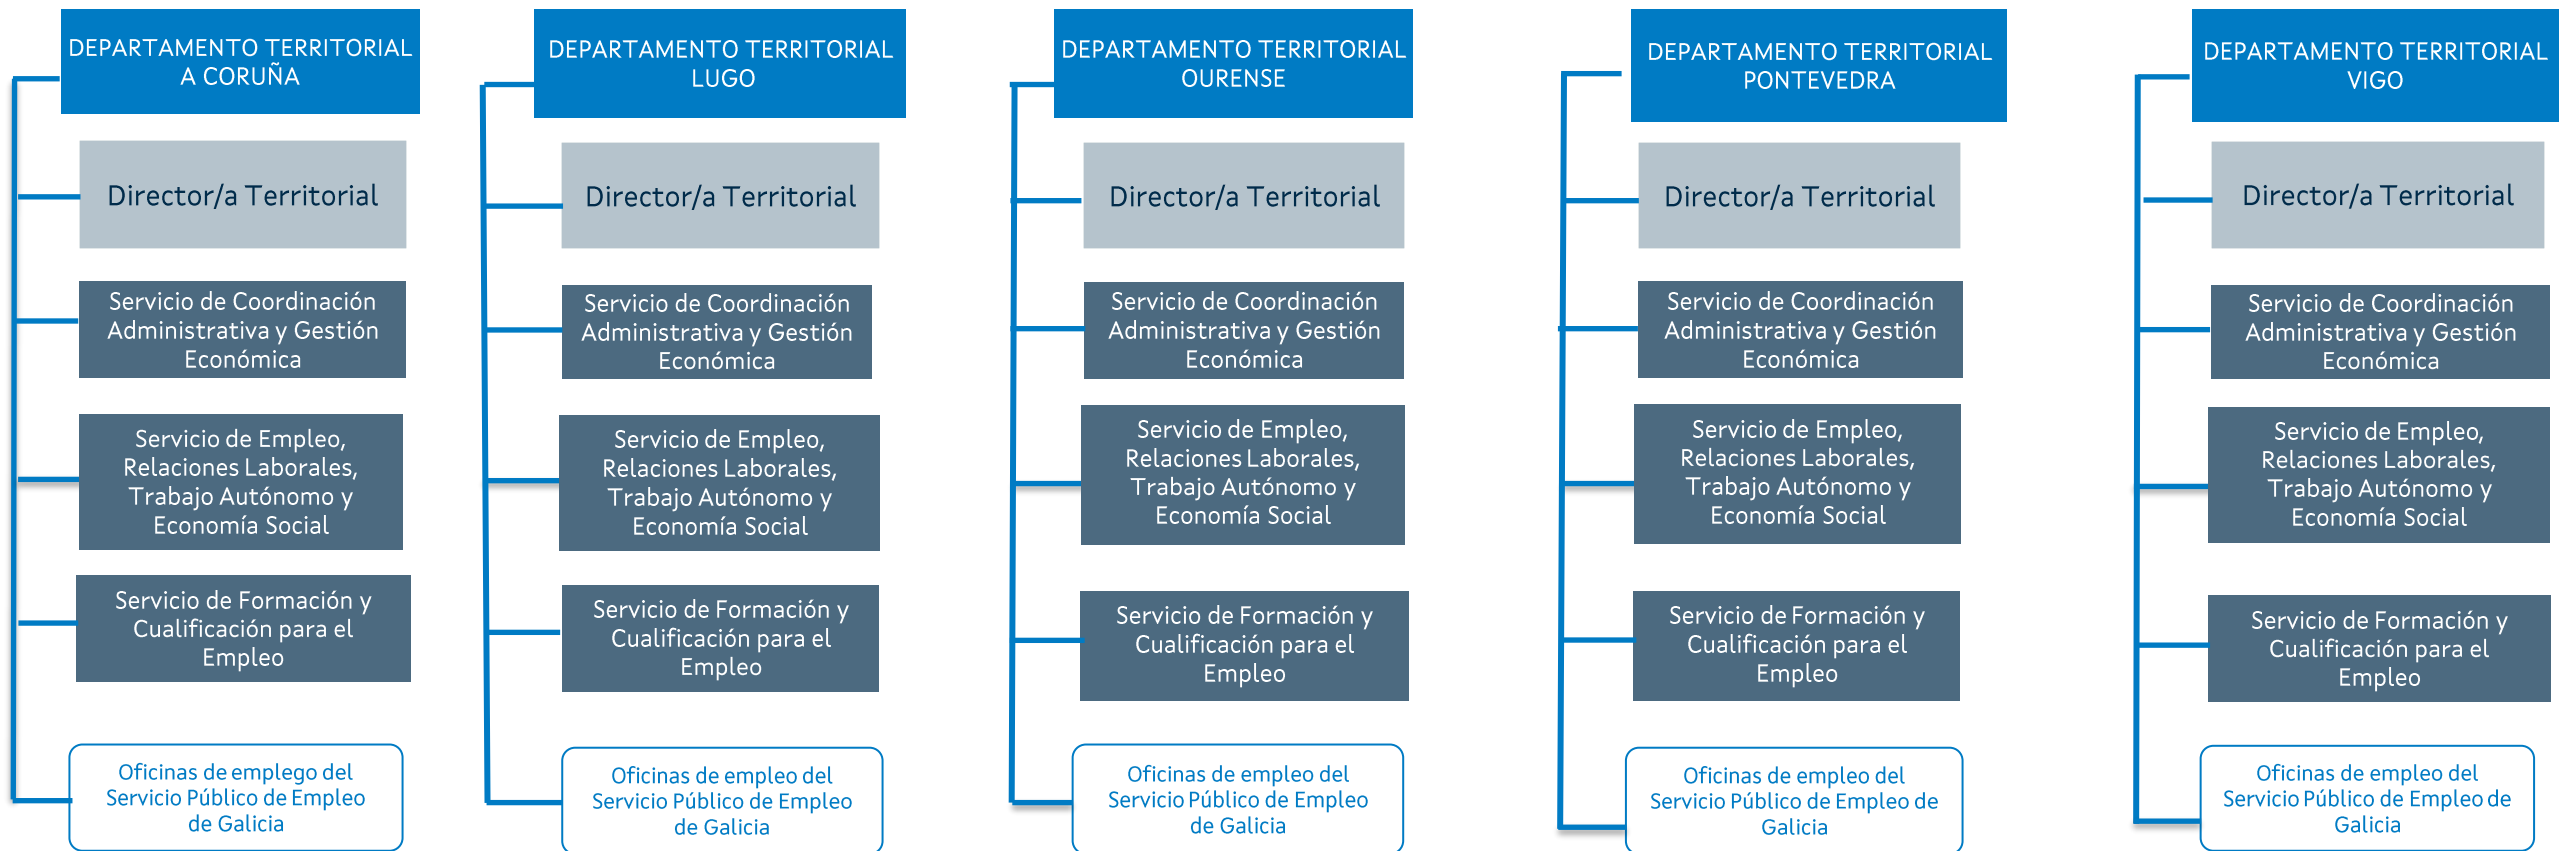 DEPARTAMENTO TERRITORIAL
A CORUÑA
Director/a Territorial
Servicio de Coordinación
Administrativa y Gestión
Económica
Servicio de Empleo,
Relaciones Laborales,
Trabajo Autónomo y
Economía Social
Servicio de Formación y
Cualificación para el
Empleo
Oficinas de emplego del
Servicio Público de Empleo
de Galicia
DEPARTAMENTO TERRITORIAL
LUGO
Director/a Territorial
Servicio de Coordinación
Administrativa y Gestión
Económica
Servicio de Empleo,
Relaciones Laborales,
Trabajo Autónomo y
Economía Social
Servicio de Formación y
Cualificación para el
Empleo
Oficinas de empleo del
Servicio Público de Empleo
de Galicia
DEPARTAMENTO TERRITORIAL
OURENSE
Director/a Territorial
Servicio de Coordinación
Administrativa y Gestión
Económica
Servicio de Empleo,
Relaciones Laborales,
Trabajo Autónomo y
Economía Social
Servicio de Formación y
Cualificación para el
Empleo
Oficinas de empleo del
Servicio Público de Empleo
de Galicia
DEPARTAMENTO TERRITORIAL
PONTEVEDRA
Director/a Territorial
Servicio de Coordinación
Administrativa y Gestión
Económica
Servicio de Empleo,
Relaciones Laborales,
Trabajo Autónomo y
Economía Social
Servicio de Formación y
Cualificación para el
Empleo
Oficinas de empleo del
Servicio Público de Empleo de
Galicia
DEPARTAMENTO TERRITORIAL
VIGO
Director/a Territorial
Servicio de Coordinación
Administrativa y Gestión
Económica
Servicio de Empleo,
Relaciones Laborales,
Trabajo Autónomo y
Economía Social
Servicio de Formación y
Cualificación para el
Empleo
Oficinas de empleo del
Servicio Público de Empleo de
Galicia